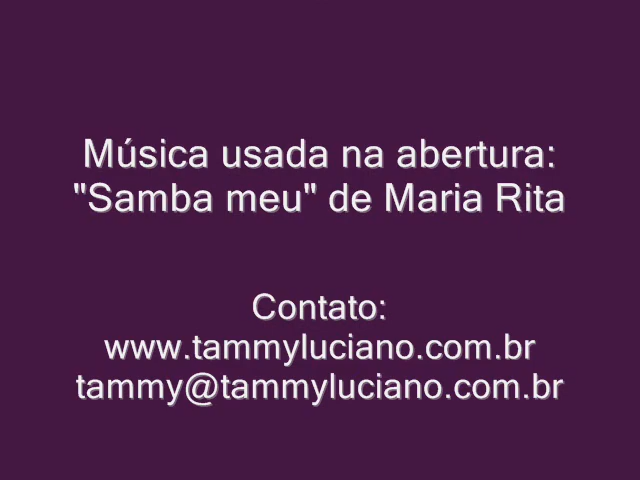 Música usada na abertura:
"Samba meu" de Maria Rita
Contato:
www.tammyluciano.com.br
tammy@tammyluciano.com.br